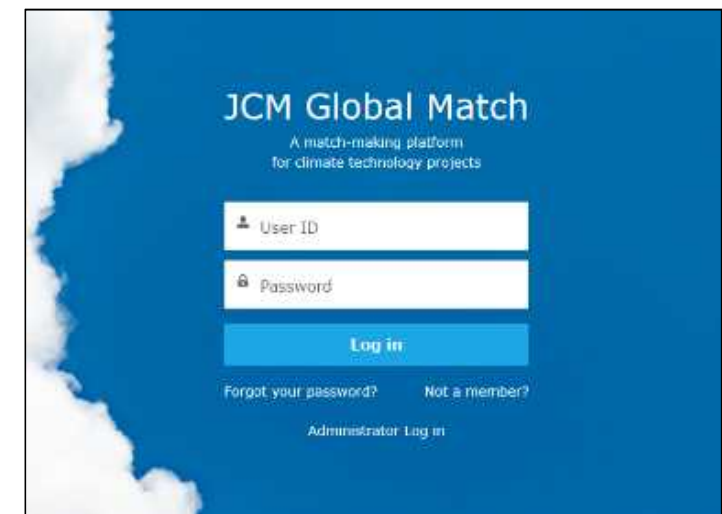 JCM Global Match
A match-making platform
for climate technology projects
User ID
Password
Log in
Forgot your password? Not a member?
Administrator Log in